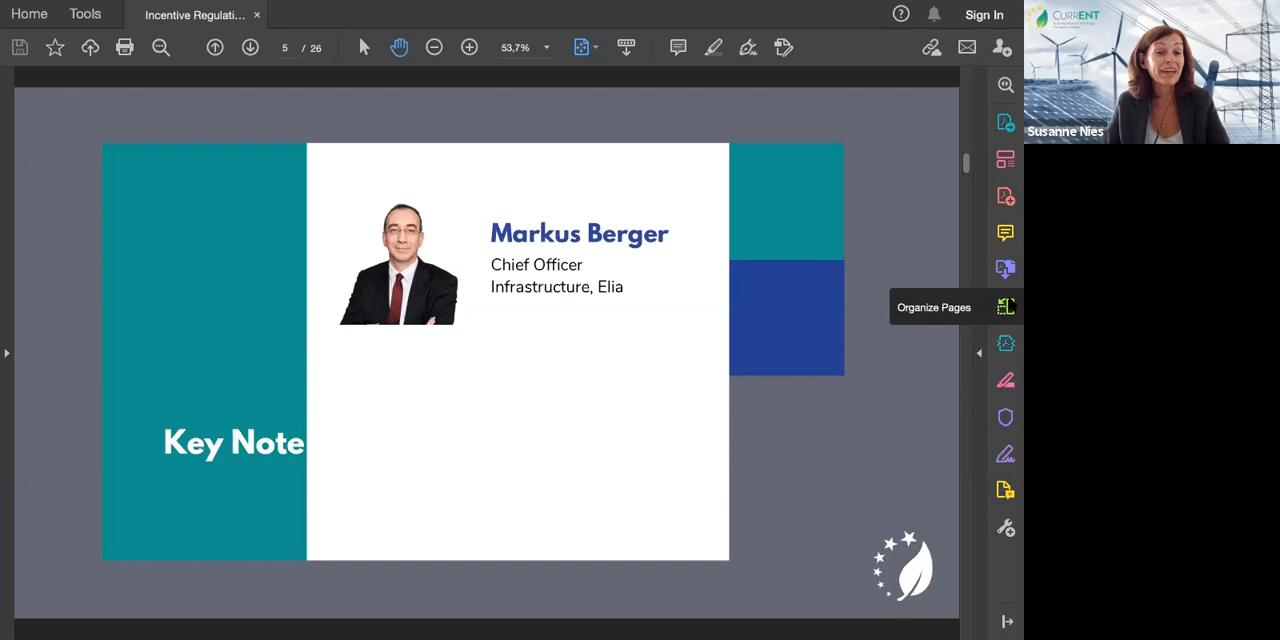 Home
Tools
Incentive Regulati...
×
Sign In
5 / 26
53,7%
CurrENT
Susanne Nies
Markus Berger
Chief Officer
Infrastructure, Elia
Organize Pages
Key Note